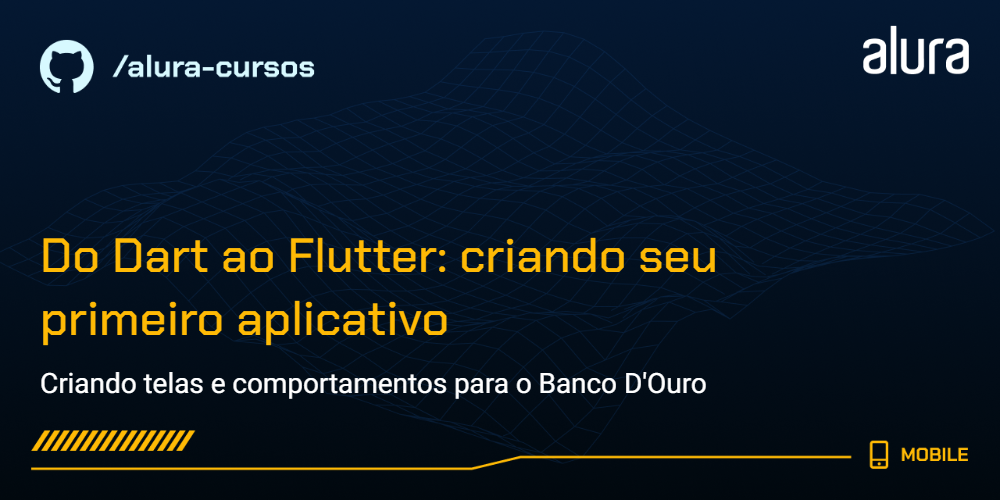 /alura-cursos
alura
Do Dart ao Flutter: criando seu
primeiro aplicativo
Criando telas e comportamentos para o Banco D'Ouro
MOBILE